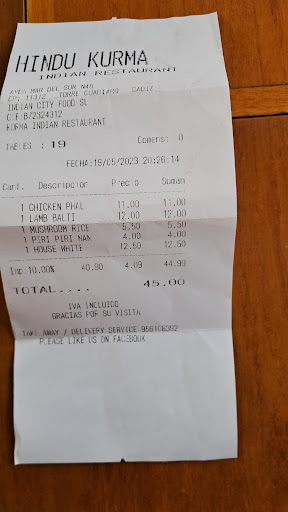 HINDU KURMA
INDIAN RESTAURANT
AVDA MAR DEL SUR N48
CP: 11312 TORRE GUADIARO CADIZ
INDIAN CITY FOOD SL
C.F.B72324312
KORMA INDIAN RESTAURANT
TABLES : 19 Comens: 0
FECHA:19/05/2023 20:26:14
Cant. Descripcion Precio Suman
1 CHICKEN PHAL 11.00 11.00
1 LAMB BALTI 12.00 12.00
1 MUSHROOM RICE 5.50 5.50
1 PIRI PIRI NAN 4.00 4.00
1 HOUSE WHITE 12.50 12.50
Imp:10.00% 40.90 4.09 44.99
TOTAL.... 45.00
IVA INCLUIDO
GRACIAS POR SU VISITA
TAKE AWAY / DELIVERY SERVICE
PLEASE LIKE US ON FACEBOOK